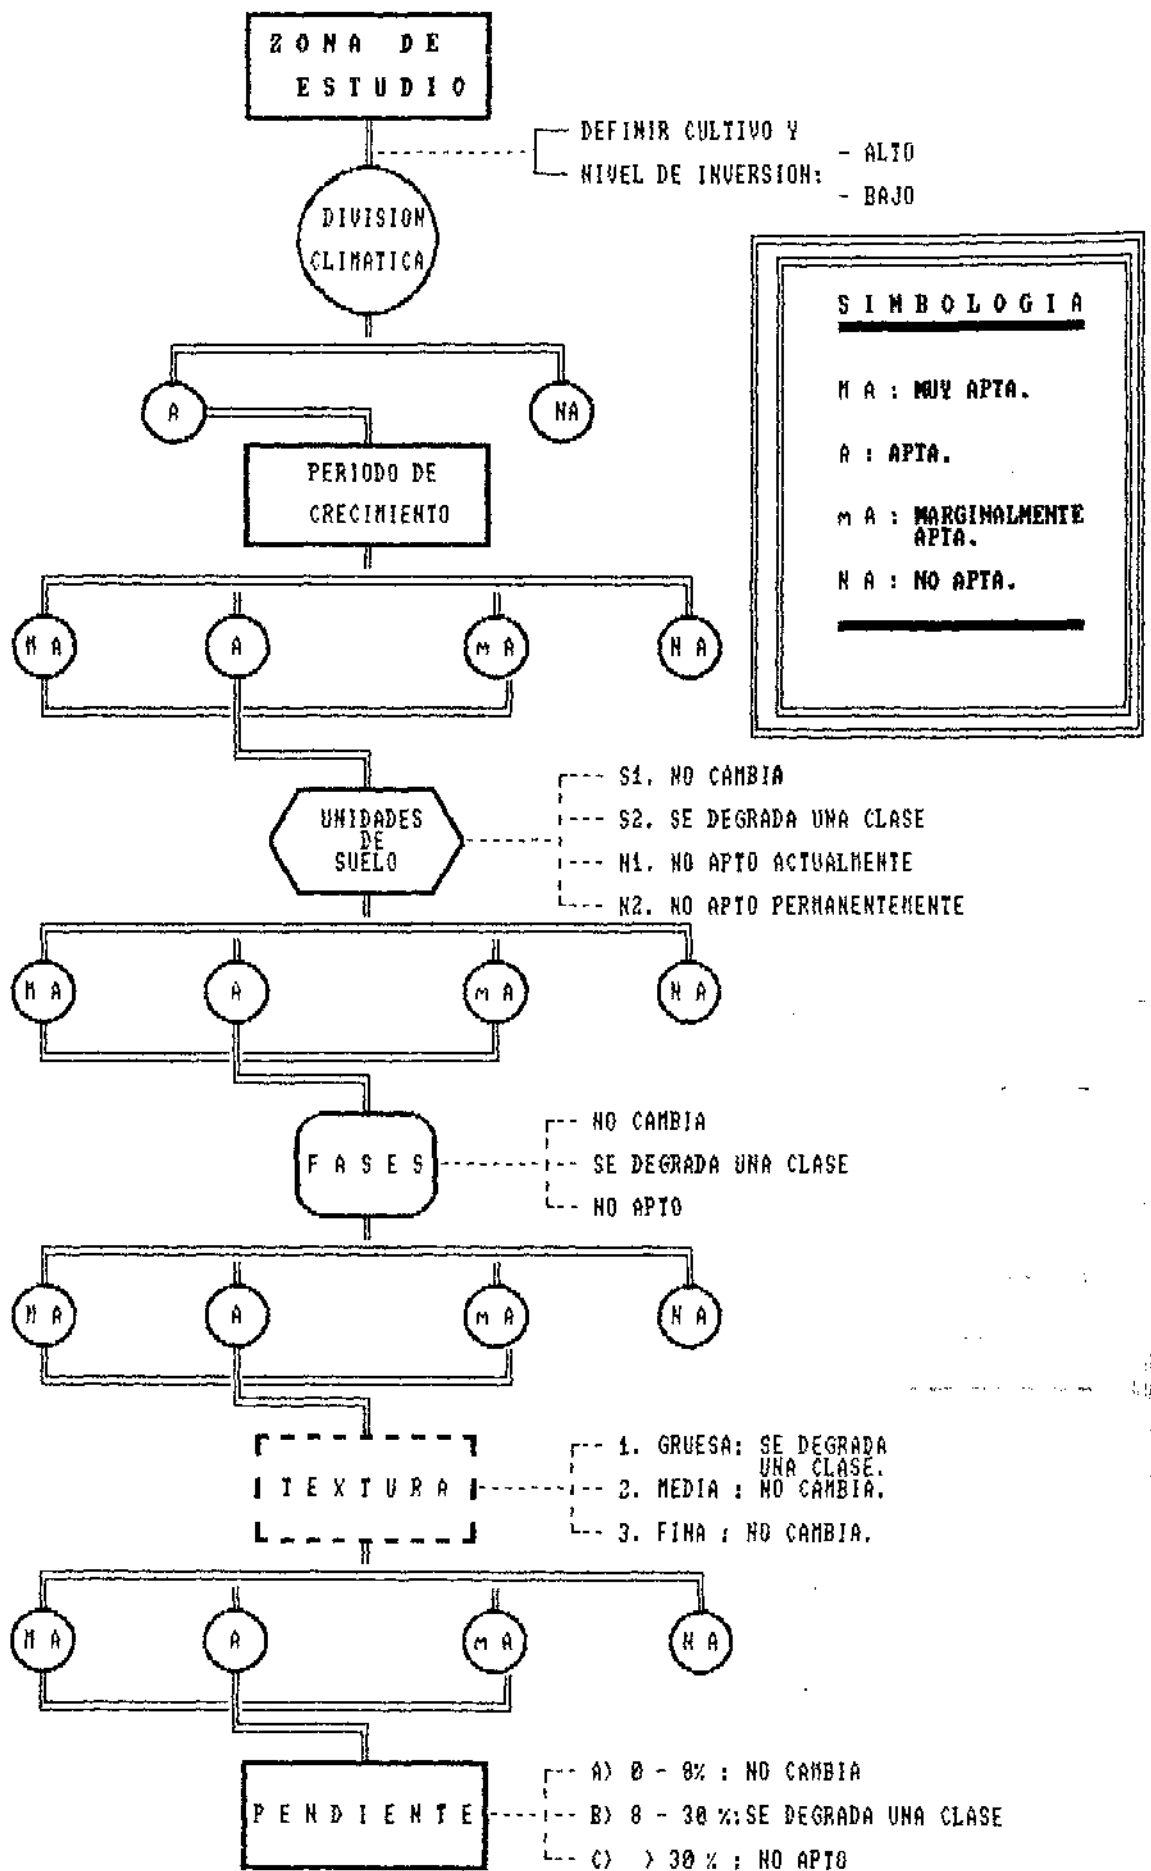 ZONA DE
ESTUDIO
DEFINIR CULTIVO Y
NIVEL DE INVERSION:
- ALTO
- BAJO
DIVISION
CLIMATICA
SIMBOLOGIA
M A : MUY APTA.
A : APTA.
m A : MARGINALMENTE
APTA.
N A : NO APTA.
A
NA
PERIODO DE
CRECIMIENTO
M A
A
m A
N A
UNIDADES
DE
SUELO
S1. NO CAMBIA
S2. SE DEGRADA UNA CLASE
N1. NO APTO ACTUALMENTE
N2. NO APTO PERMANENTEMENTE
M A
A
m A
N A
FASES
NO CAMBIA
SE DEGRADA UNA CLASE
NO APTO
M A
A
m A
N A
TEXTURA
1. GRUESA: SE DEGRADA
UNA CLASE.
2. MEDIA : NO CAMBIA.
3. FINA : NO CAMBIA.
M A
A
m A
N A
PENDIENTE
A) 0 - 8% : NO CAMBIA
B) 8 - 30 %:SE DEGRADA UNA CLASE
C) > 30 % : NO APTO